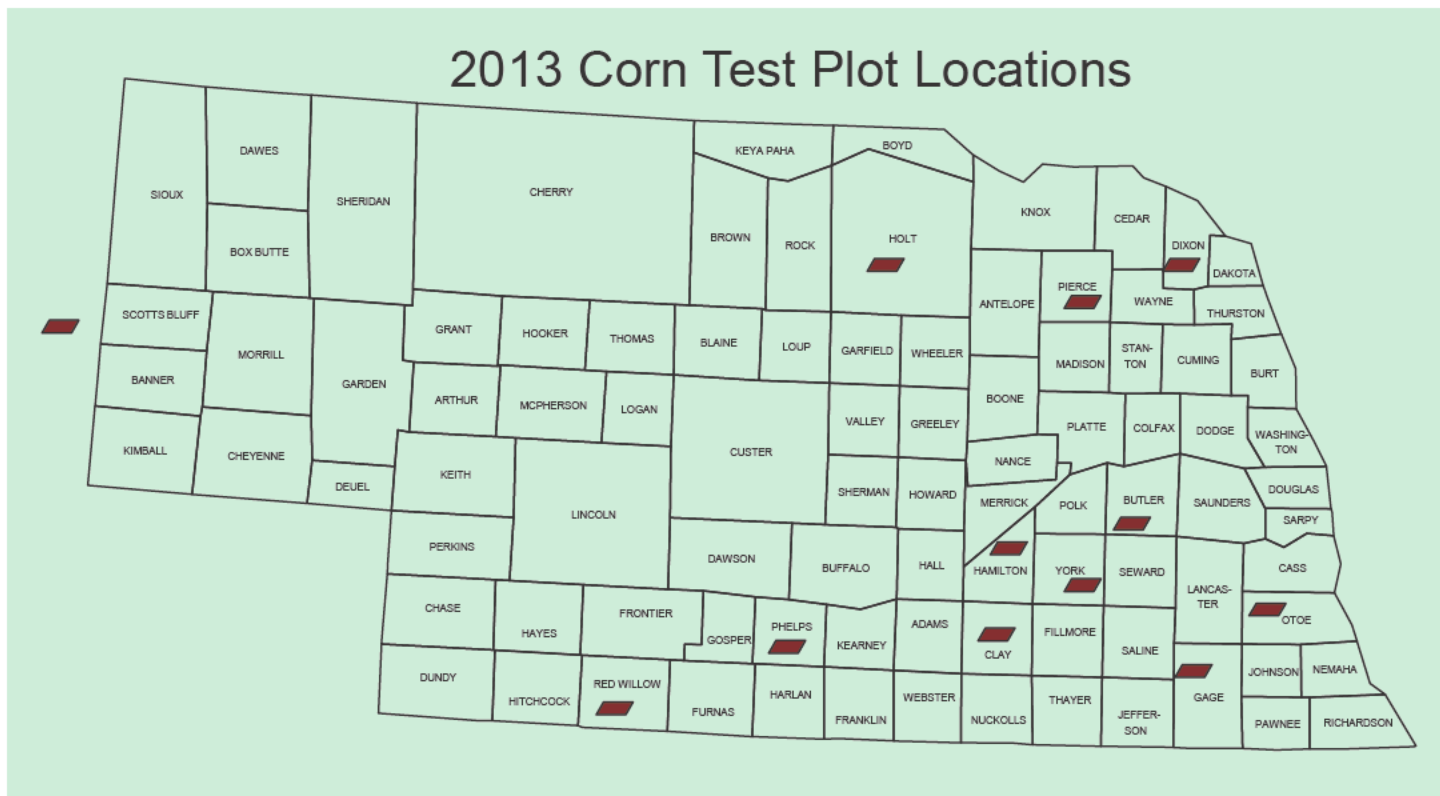 2013 Corn Test Plot Locations
KEYA PAHA
BOYD
DAWES
SIOUX
SHERIDAN
CHERRY
KNOX
CEDAR
BROWN
ROCK
HOLT
DIXON
BOX BUTTE
DAKOTA
PIERCE
SCOTTS BLUFF
ANTELOPE
WAYNE
THURSTON
GRANT
HOOKER
THOMAS
BLAINE
LOUP
GARFIELD
WHEELER
MORRILL
MADISON
STAN-
TON
CUMING
BURT
BANNER
GARDEN
ARTHUR
MCPHERSON
LOGAN
BOONE
VALLEY
GREELEY
PLATTE
COLFAX
DODGE
WASHING-
TON
KIMBALL
CHEYENNE
CUSTER
NANCE
KEITH
DEUEL
SHERMAN
HOWARD
MERRICK
POLK
BUTLER
SAUNDERS
DOUGLAS
LINCOLN
SARPY
PERKINS
DAWSON
BUFFALO
HALL
HAMILTON
YORK
SEWARD
CASS
LANCAS-
TER
CHASE
HAYES
FRONTIER
GOSPER
PHELPS
KEARNEY
ADAMS
CLAY
FILLMORE
SALINE
OTOE
DUNDY
HITCHCOCK
RED WILLOW
FURNAS
HARLAN
FRANKLIN
WEBSTER
NUCKOLLS
THAYER
JEFFER-
SON
GAGE
JOHNSON
NEMAHA
PAWNEE
RICHARDSON